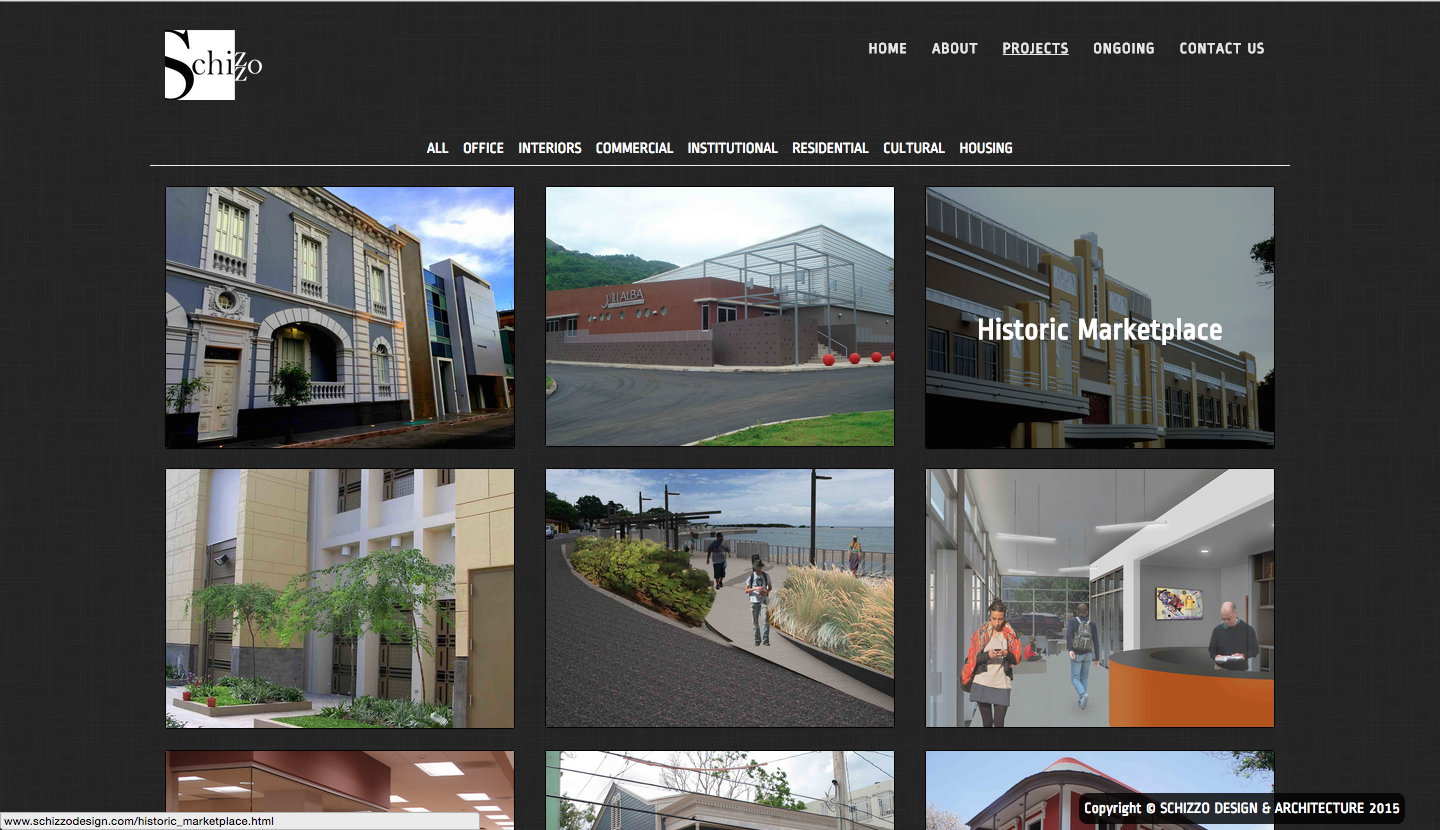 Schizzo
HOME ABOUT PROJECTS ONGOING CONTACT US
ALL OFFICE INTERIORS COMMERCIAL INSTITUTIONAL RESIDENTIAL CULTURAL HOUSING
Historic Marketplace
Copyright © SCHIZZO DESIGN & ARCHITECTURE 2015
www.schizzodesign.com/historic_marketplace.html